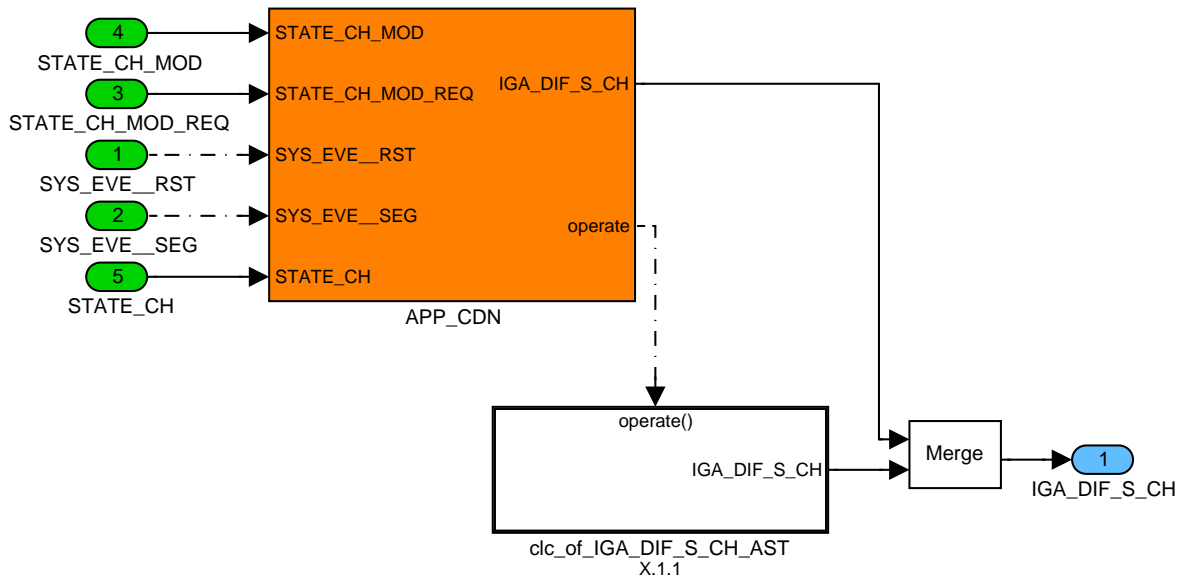 4
STATE_CH_MOD
3
STATE_CH_MOD_REQ
1
SYS_EVE__RST
2
SYS_EVE__SEG
5
STATE_CH
STATE_CH_MOD
STATE_CH_MOD_REQ
SYS_EVE__RST
SYS_EVE__SEG
STATE_CH
IGA_DIF_S_CH
operate
APP_CDN
operate()
IGA_DIF_S_CH
clc_of_IGA_DIF_S_CH_AST
X.1.1
Merge
1
IGA_DIF_S_CH